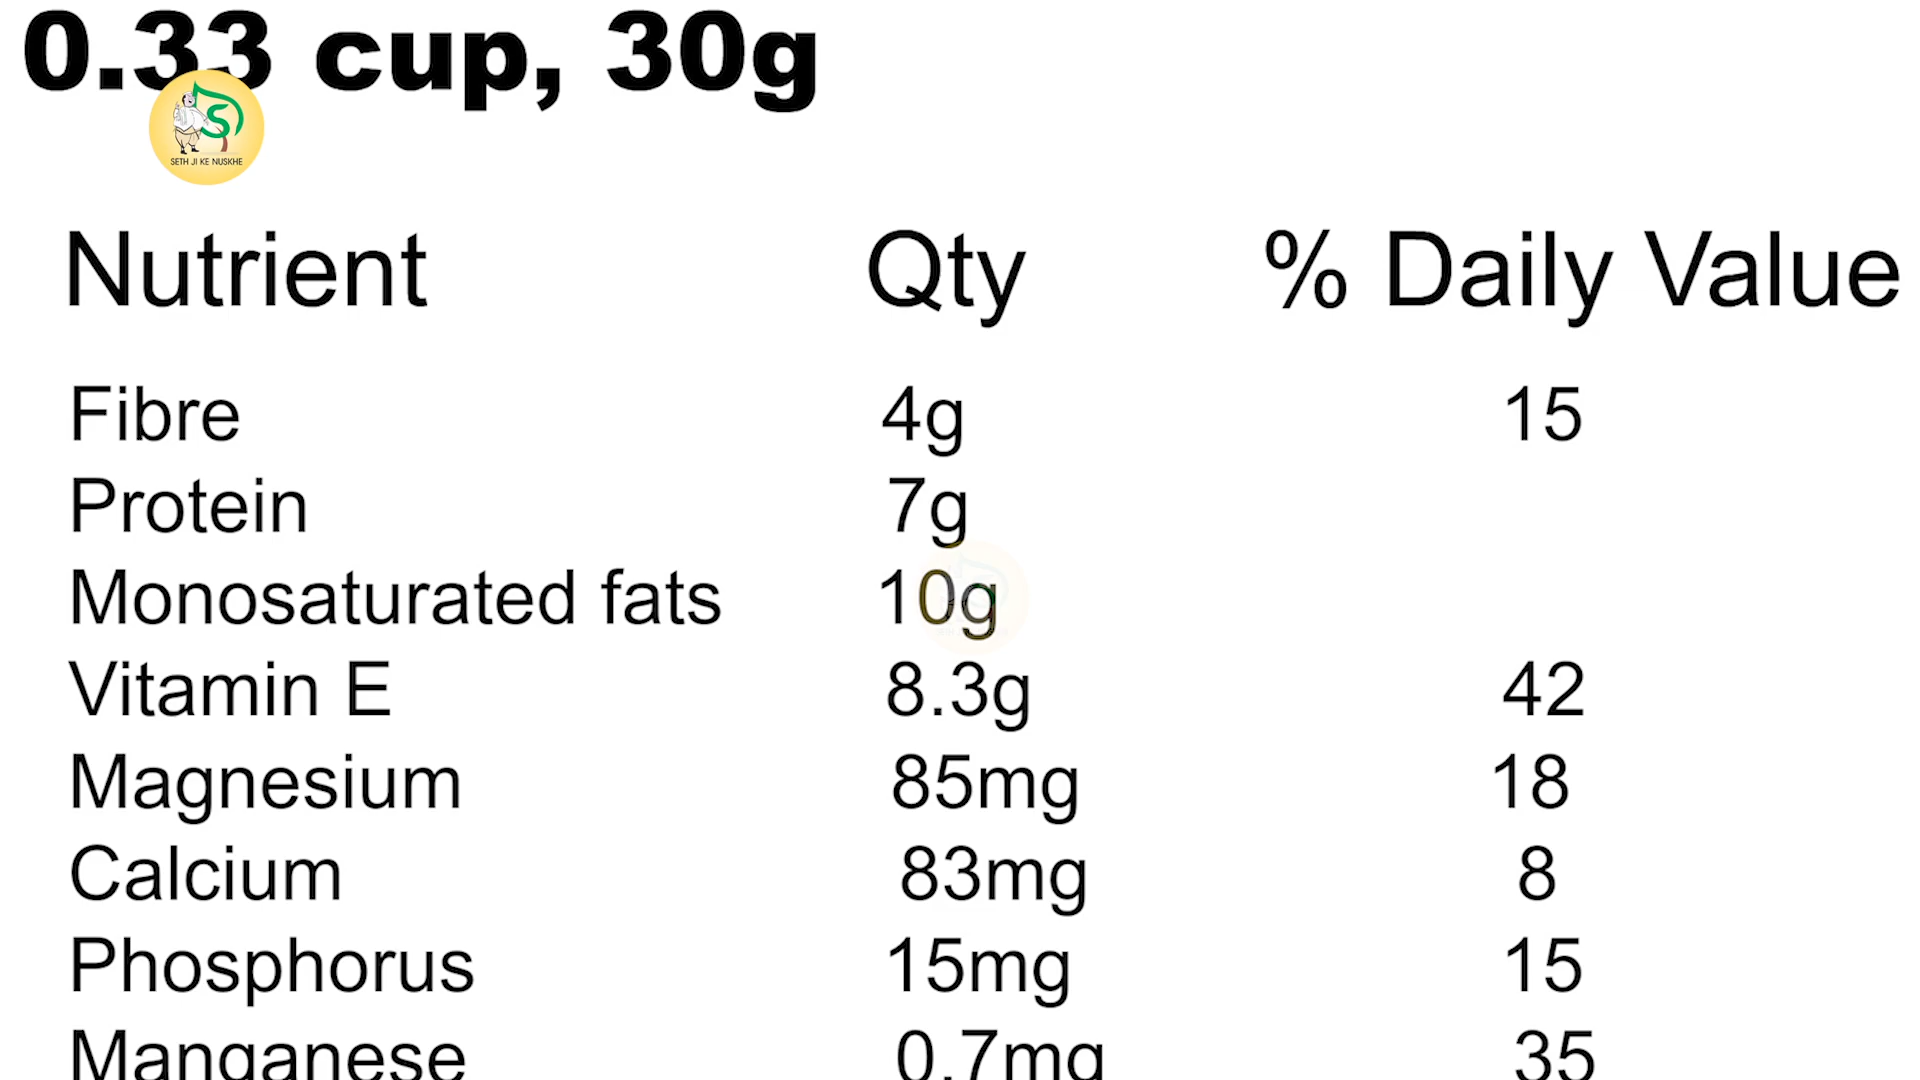 0.33 cup, 30g
SETH JI KE NUSKHE
Nutrient Qty % Daily Value
Fibre 4g 15
Protein 7g
Monosaturated fats 10g
Vitamin E 8.3g 42
Magnesium 85mg 18
Calcium 83mg 8
Phosphorus 15mg 15
Manganese 0.7mg 35